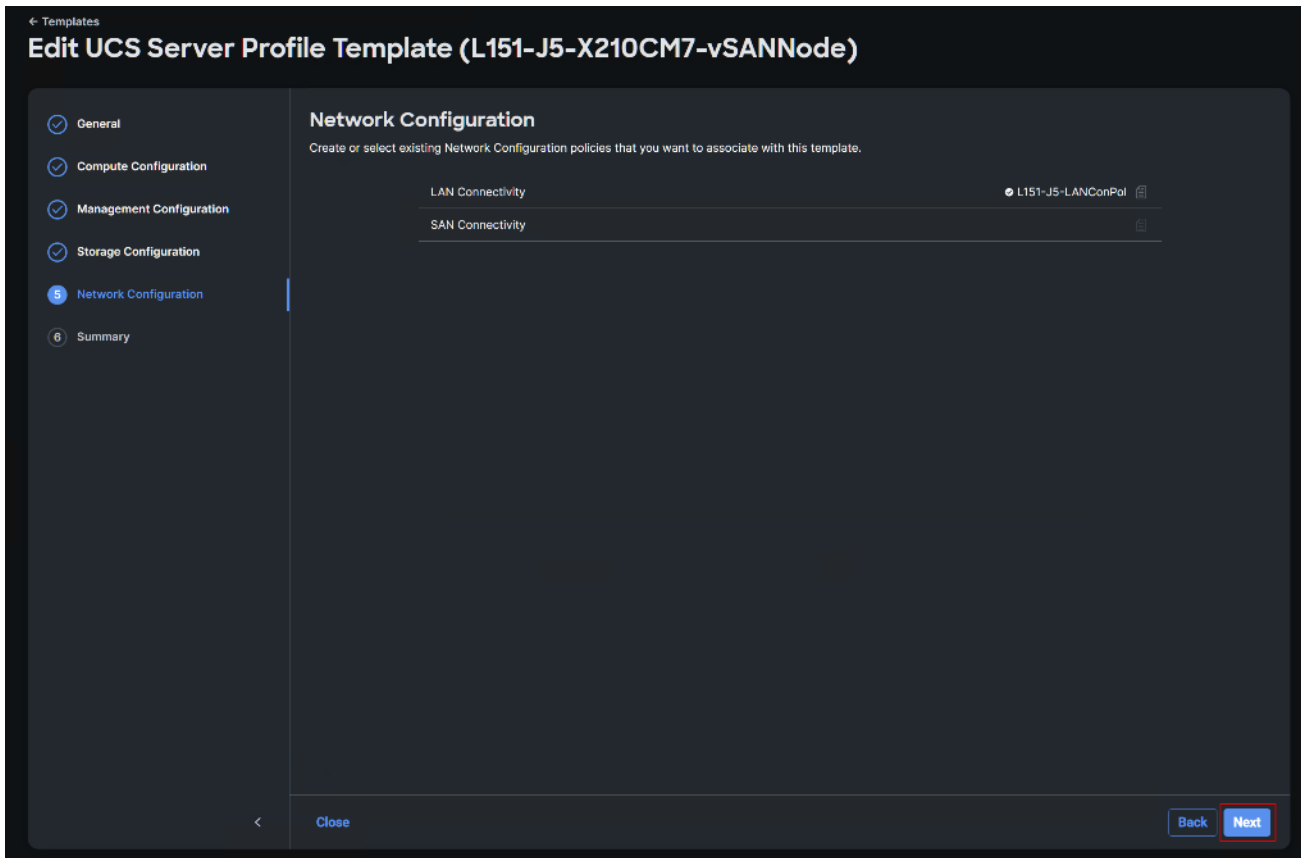 ← Templates
Edit UCS Server Profile Template (L151-J5-X210CM7-vSANNode)
General
Compute Configuration
Management Configuration
Storage Configuration
5 Network Configuration
6 Summary
Network Configuration
Create or select existing Network Configuration policies that you want to associate with this template.
LAN Connectivity L151-J5-LANConPol
SAN Connectivity
< Close Back Next